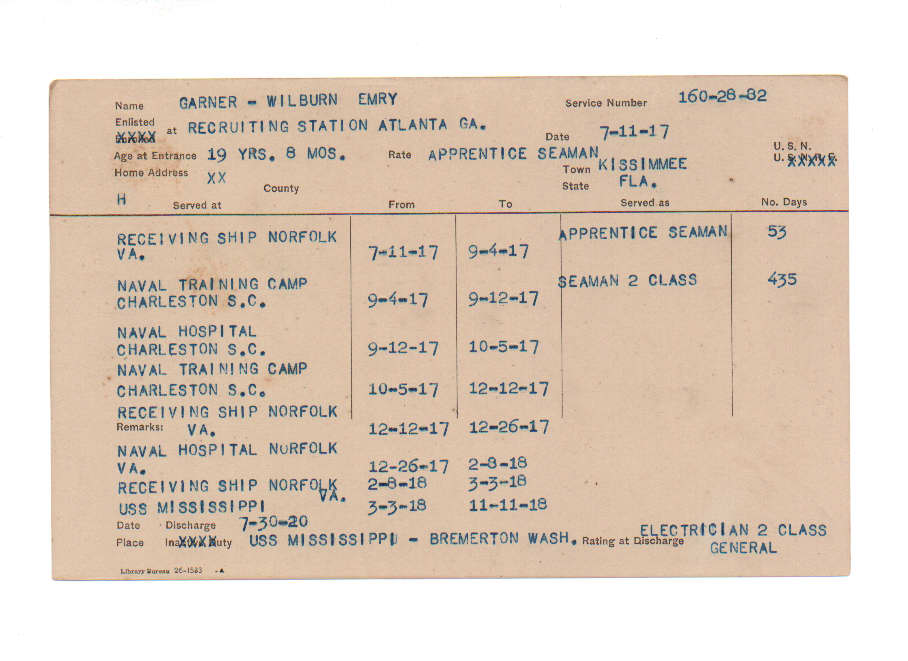 Name GARNER - WILBURN EMRY Service Number 160-28-82
Enlisted
XXXX at RECRUITING STATION ATLANTA GA. Date 7-11-17
Age at Entrance 19 YRS. 8 MOS. Rate APPRENTICE SEAMAN U. S. N.
Home Address XX County Town KISSIMMEE U. S. XXXXX
State FLA.
H Served at From To Served as No. Days
RECEIVING SHIP NORFOLK APPRENTICE SEAMAN 53
VA. 7-11-17 9-4-17
NAVAL TRAINING CAMP SEAMAN 2 CLASS 435
CHARLESTON S.C. 9-4-17 9-12-17
NAVAL HOSPITAL
CHARLESTON S.C. 9-12-17 10-5-17
NAVAL TRAINING CAMP
CHARLESTON S.C. 10-5-17 12-12-17
RECEIVING SHIP NORFOLK
Remarks: VA. 12-12-17 12-26-17
NAVAL HOSPITAL NORFOLK
VA. 12-26-17 2-8-18
RECEIVING SHIP NORFOLK VA. 2-8-18 3-3-18
USS MISSISSIPPI 3-3-18 11-11-18
Date Discharge 7-30-20 ELECTRICIAN 2 CLASS
Place InaXXXX Duty USS MISSISSIPPI - BREMERTON WASH. Rating at Discharge GENERAL
Library Bureau 26-1583 -A